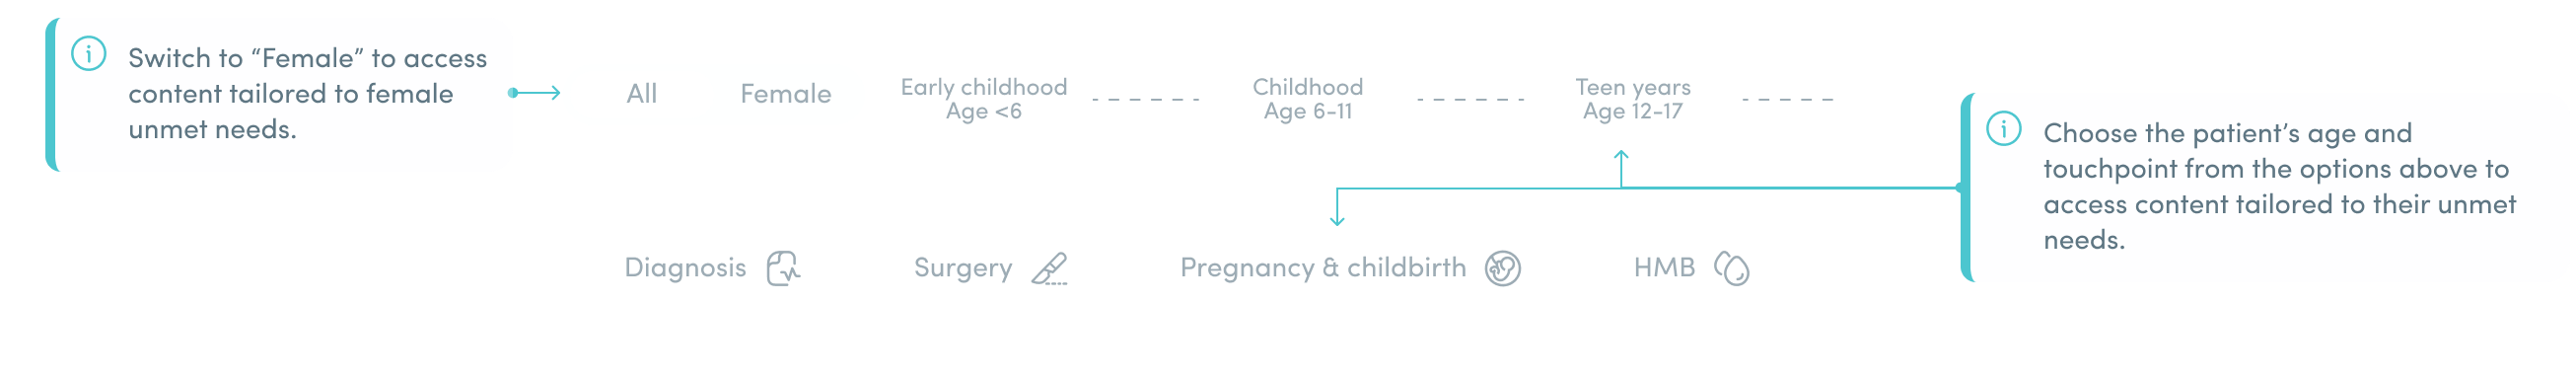 Switch to “Female” to access
content tailored to female
unmet needs.
All
Female
Early childhood
Age <6
Childhood
Age 6-11
Teen years
Age 12-17
Choose the patient’s age and
touchpoint from the options above to
access content tailored to their unmet
needs.
Diagnosis
Surgery
Pregnancy & childbirth
HMB